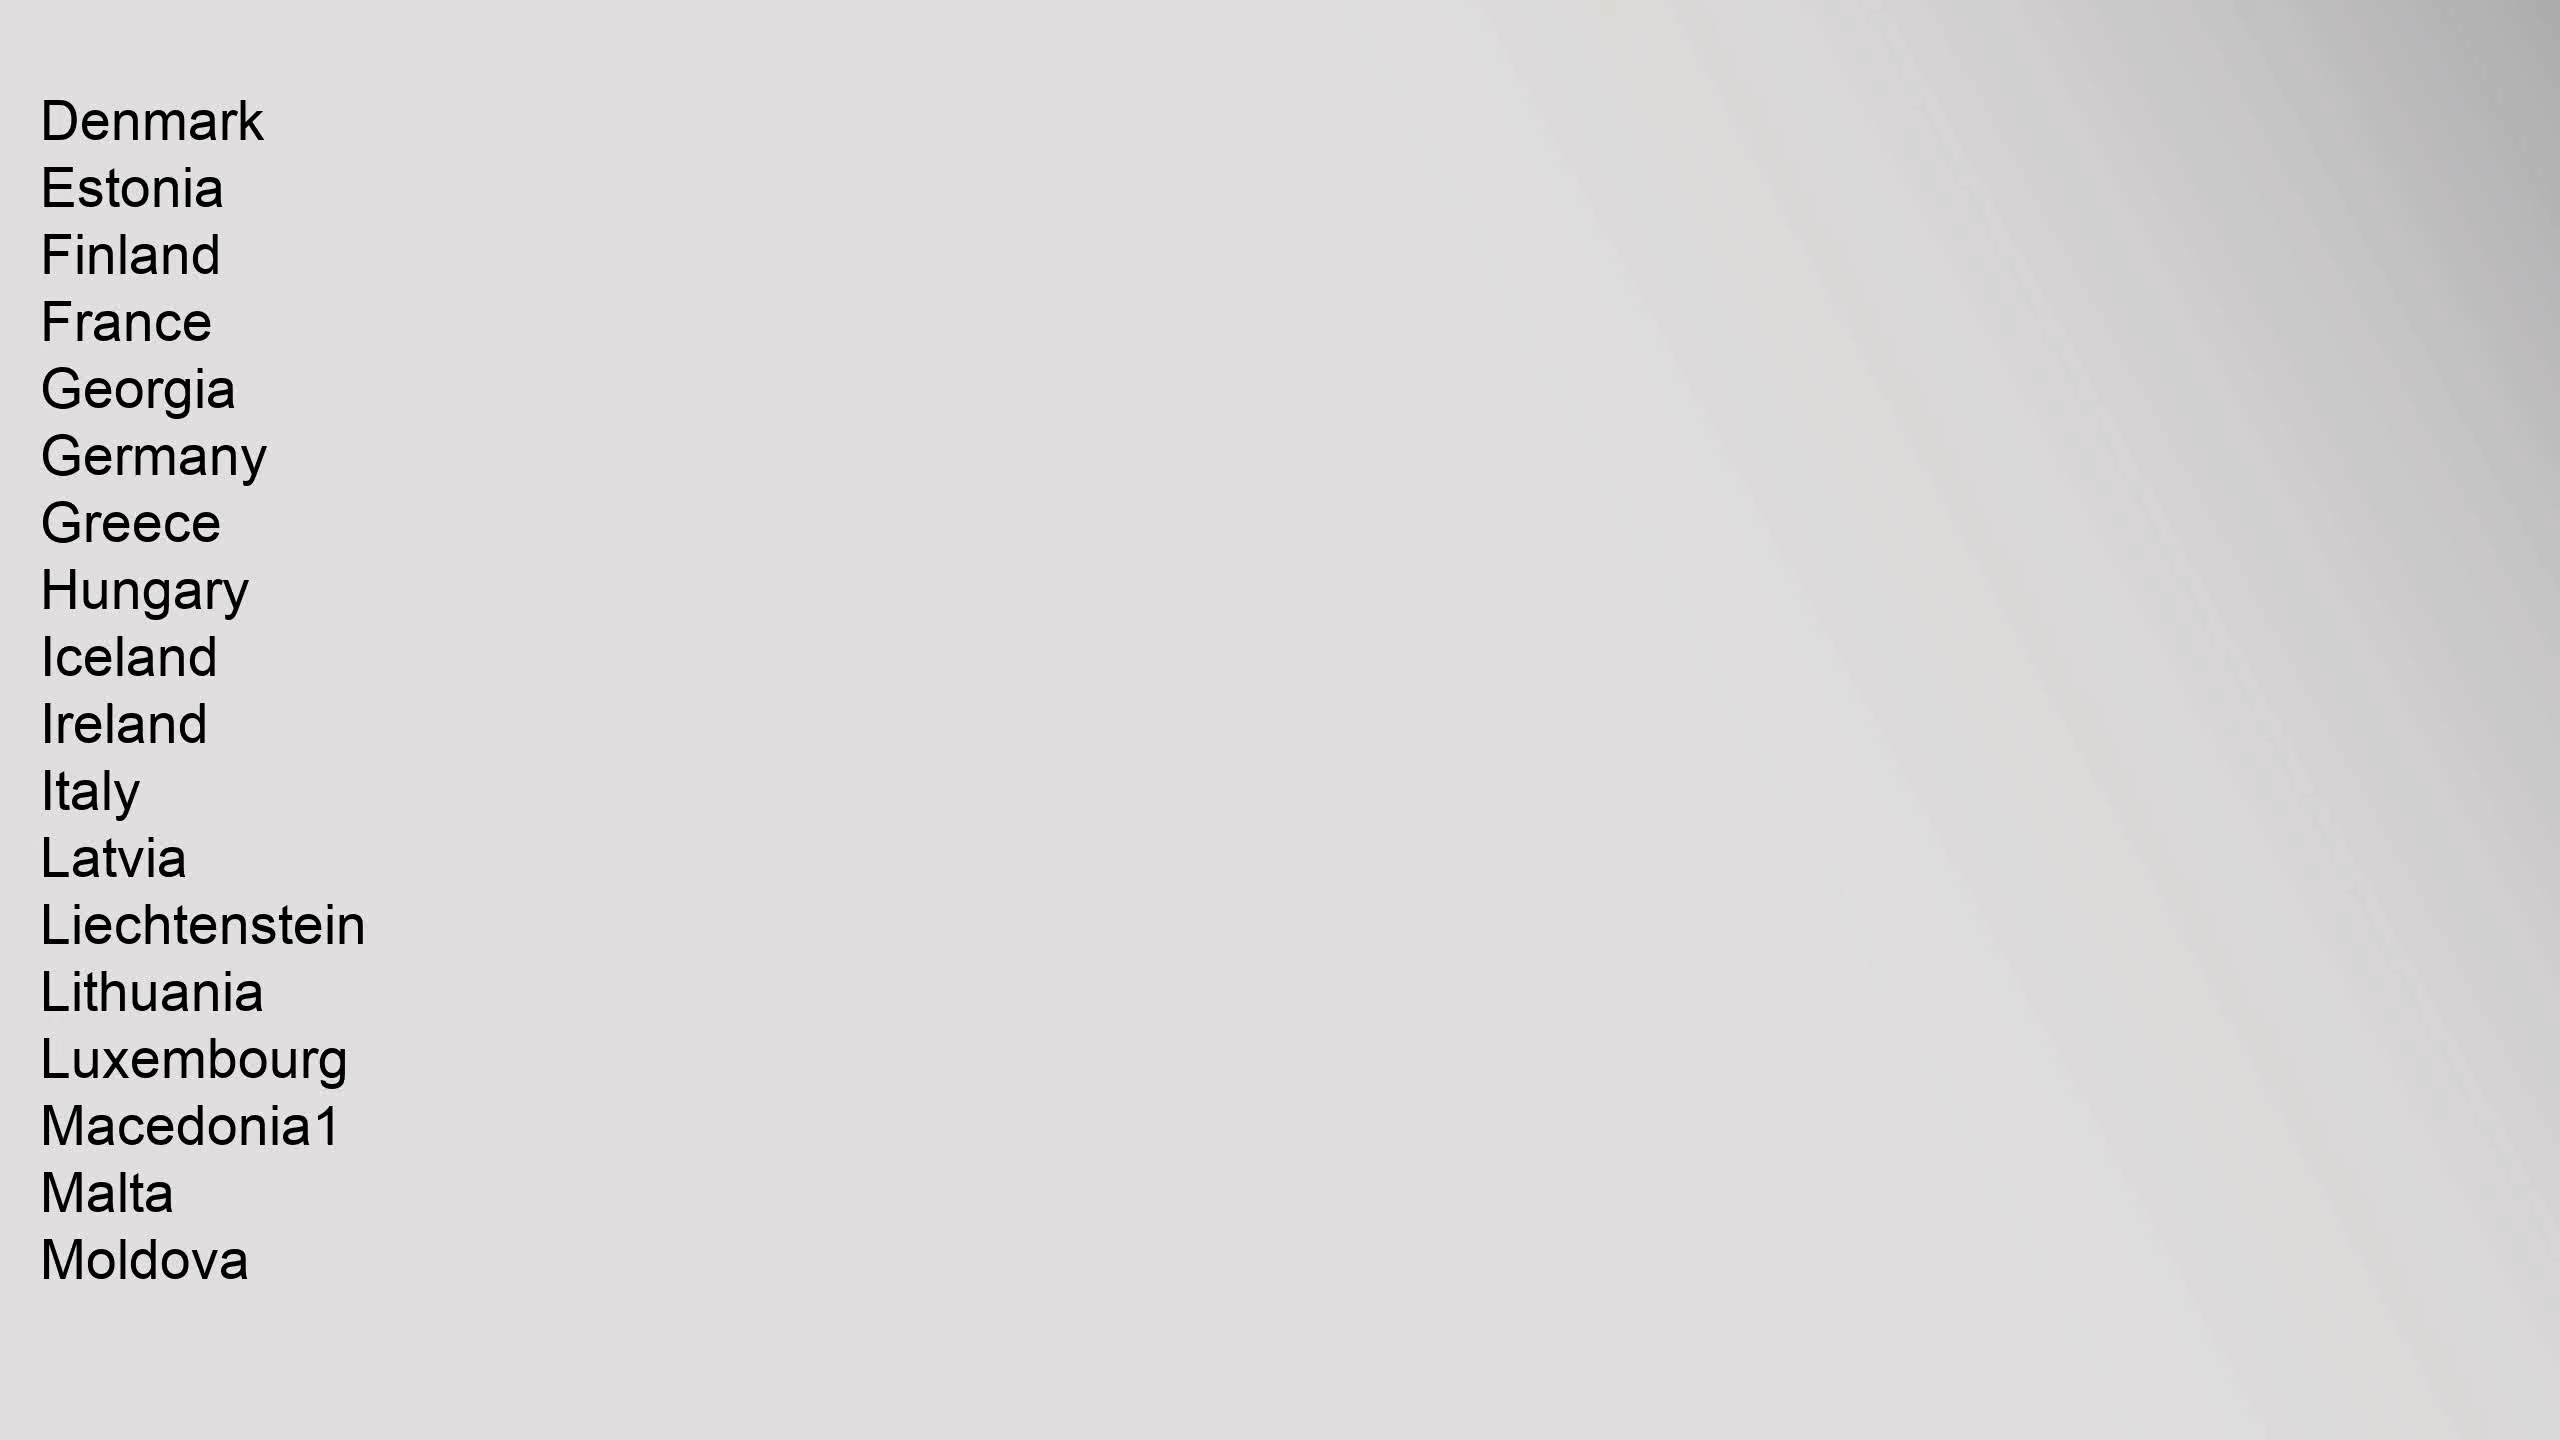 Denmark
Estonia
Finland
France
Georgia
Germany
Greece
Hungary
Iceland
Ireland
Italy
Latvia
Liechtenstein
Lithuania
Luxembourg
Macedonia1
Malta
Moldova